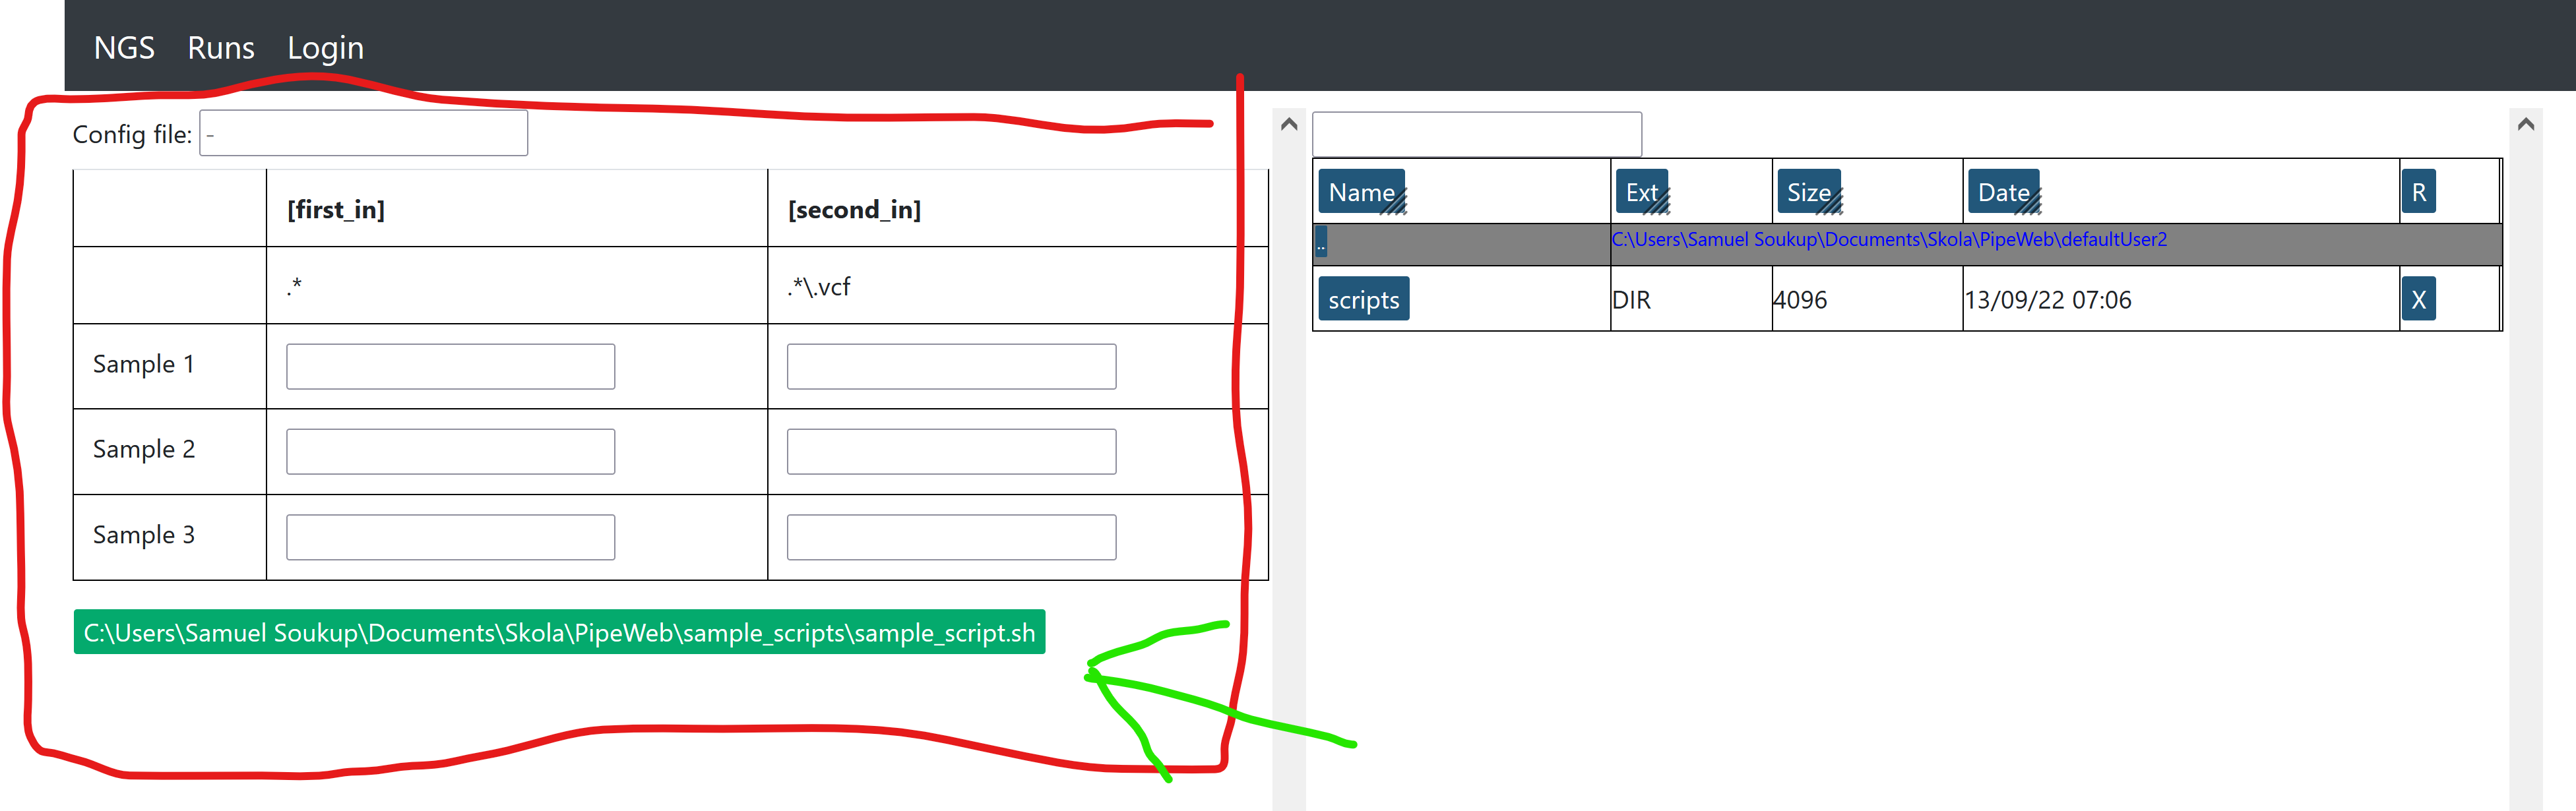 NGS Runs Login
Config file: -
[first_in] [second_in]
.* .*\.vcf
Sample 1
Sample 2
Sample 3
C:\Users\Samuel Soukup\Documents\Skola\PipeWeb\sample_scripts\sample_script.sh
Name Ext Size Date R
.. C:\Users\Samuel Soukup\Documents\Skola\PipeWeb\defaultUser2
scripts DIR 4096 13/09/22 07:06 X